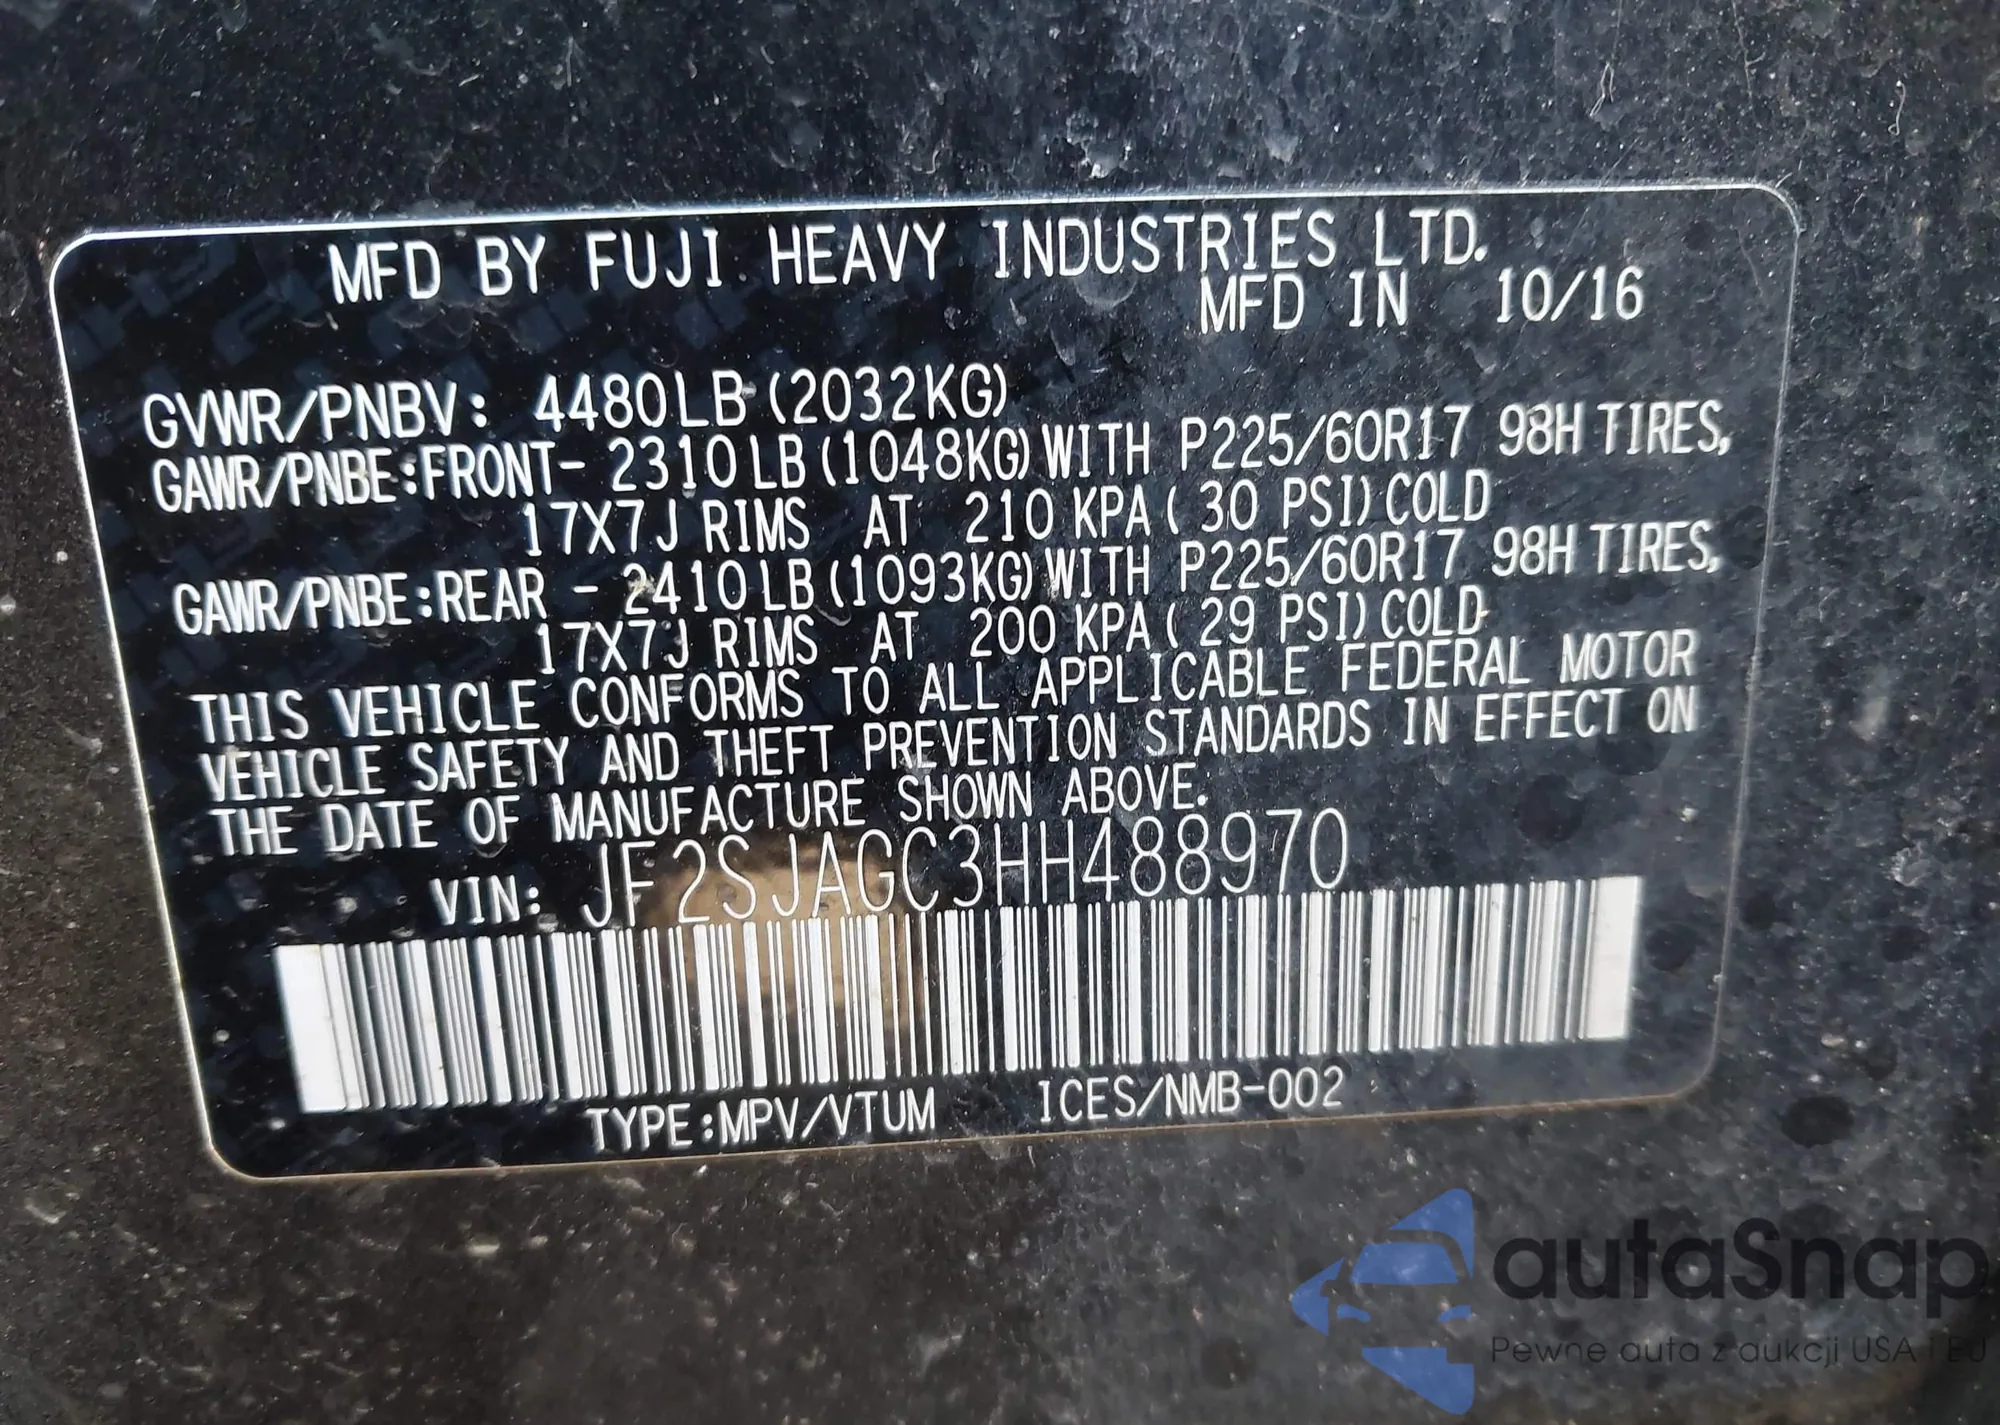 MFD BY FUJI HEAVY INDUSTRIES LTD.
MFD IN 10/16
GVWR/PNBV: 4480LB (2032KG)
GAWR/PNBE:FRONT- 2310LB (1048KG) WITH P225/60R17 98H TIRES,
17X7J RIMS AT 210 KPA ( 30 PSI) COLD
GAWR/PNBE:REAR - 2410LB (1093KG) WITH P225/60R17 98H TIRES,
17X7J RIMS AT 200 KPA ( 29 PSI) COLD
THIS VEHICLE CONFORMS TO ALL APPLICABLE FEDERAL MOTOR
VEHICLE SAFETY AND THEFT PREVENTION STANDARDS IN EFFECT ON
THE DATE OF MANUFACTURE SHOWN ABOVE.
VIN: JF2SJAGC3HH488970
TYPE:MPV/VTUM ICES/NMB-002
autaSnap
Pewne auta z aukcji USA i EU